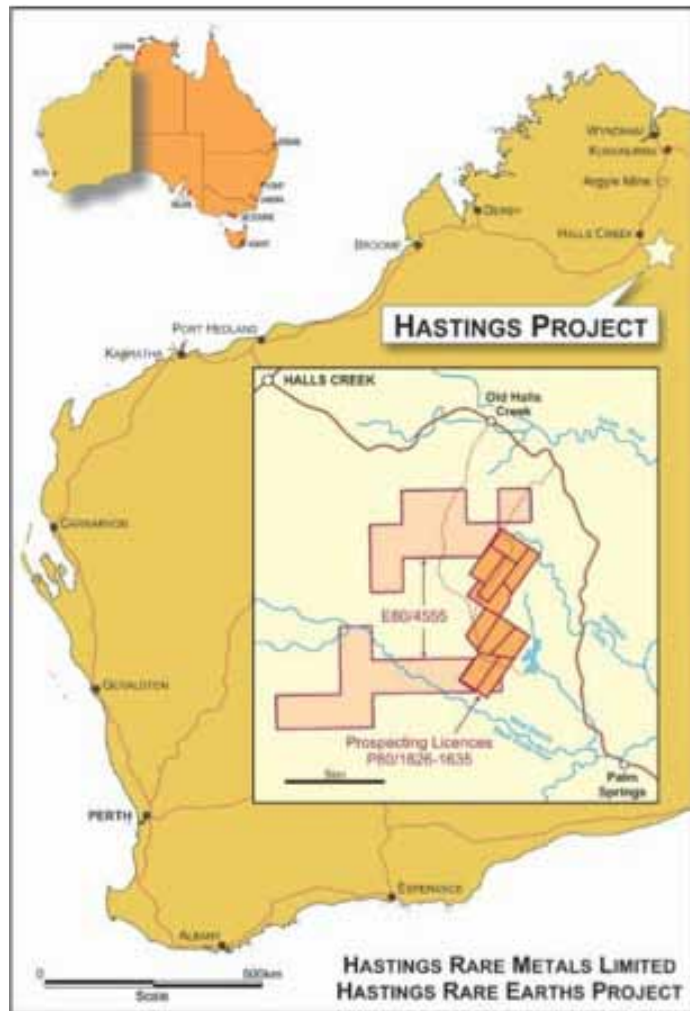 WYNDHAM
KUNUNURRA
Argyle Mine
DERBY
HALLS CREEK
BROOME
HASTINGS PROJECT
PORT HEDLAND
KARRATHA
HALLS CREEK
Old Halls
Creek
CARNARVON
E80/4555
GERALDTON
Prospecting Licences
P80/1626-1635
5km
Palm
Springs
PERTH
ESPERANCE
ALBANY
0 500km
Scale
HASTINGS RARE METALS LIMITED
HASTINGS RARE EARTHS PROJECT